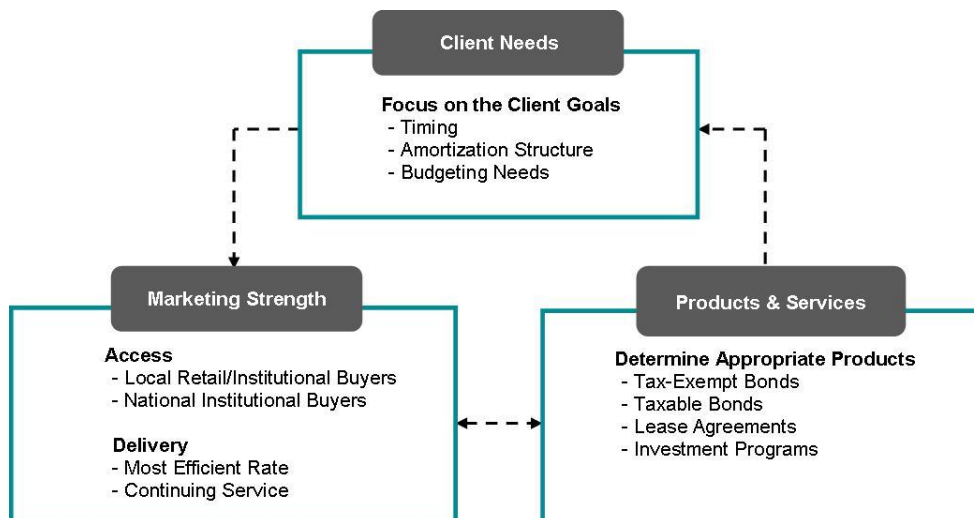 Client Needs
Focus on the Client Goals
- Timing
- Amortization Structure
- Budgeting Needs
Marketing Strength
Access
- Local Retail/Institutional Buyers
- National Institutional Buyers
Delivery
- Most Efficient Rate
- Continuing Service
Products & Services
Determine Appropriate Products
- Tax-Exempt Bonds
- Taxable Bonds
- Lease Agreements
- Investment Programs